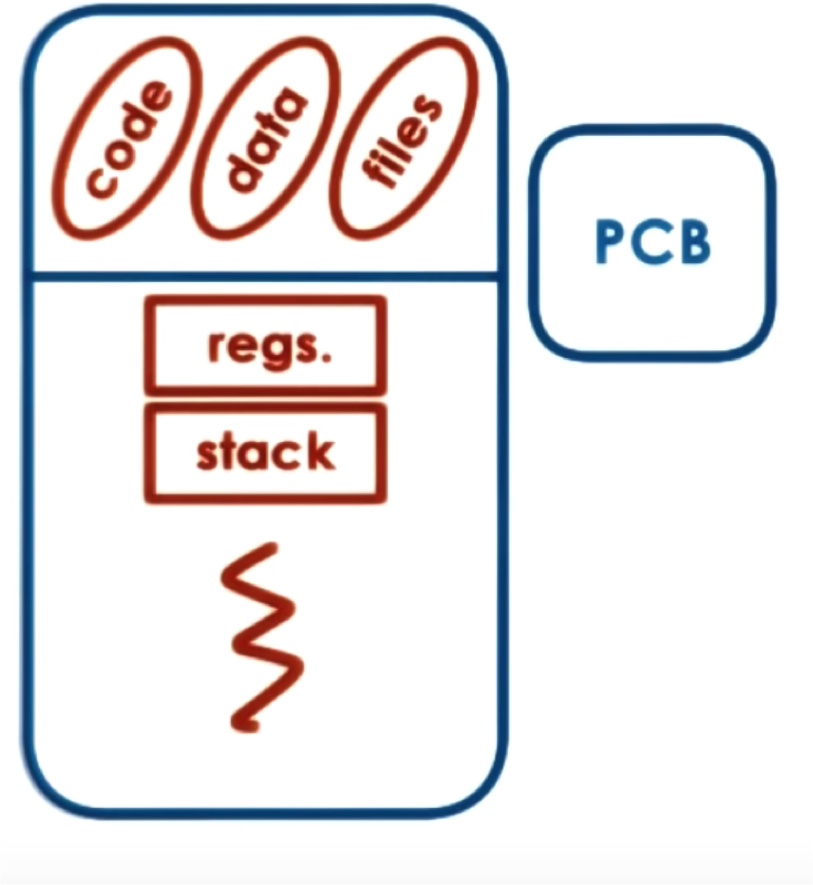 code
data
files
PCB
regs.
stack